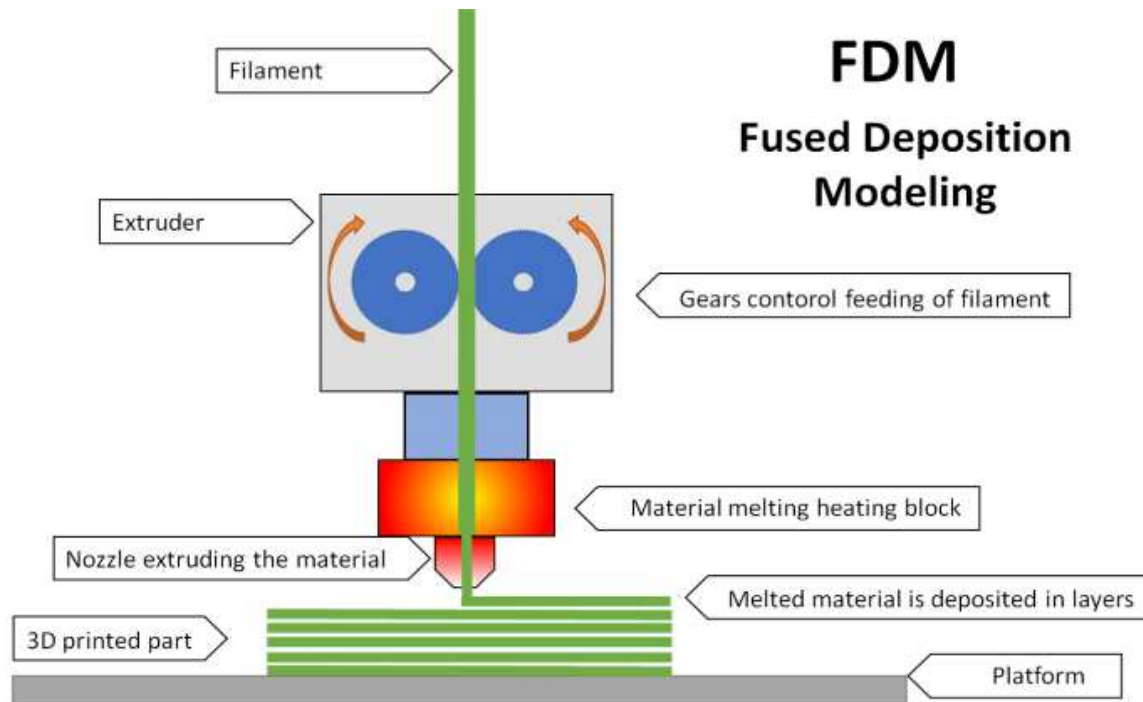 FDM
Fused Deposition
Modeling
Filament
Extruder
Gears contorol feeding of filament
Material melting heating block
Nozzle extruding the material
Melted material is deposited in layers
3D printed part
Platform